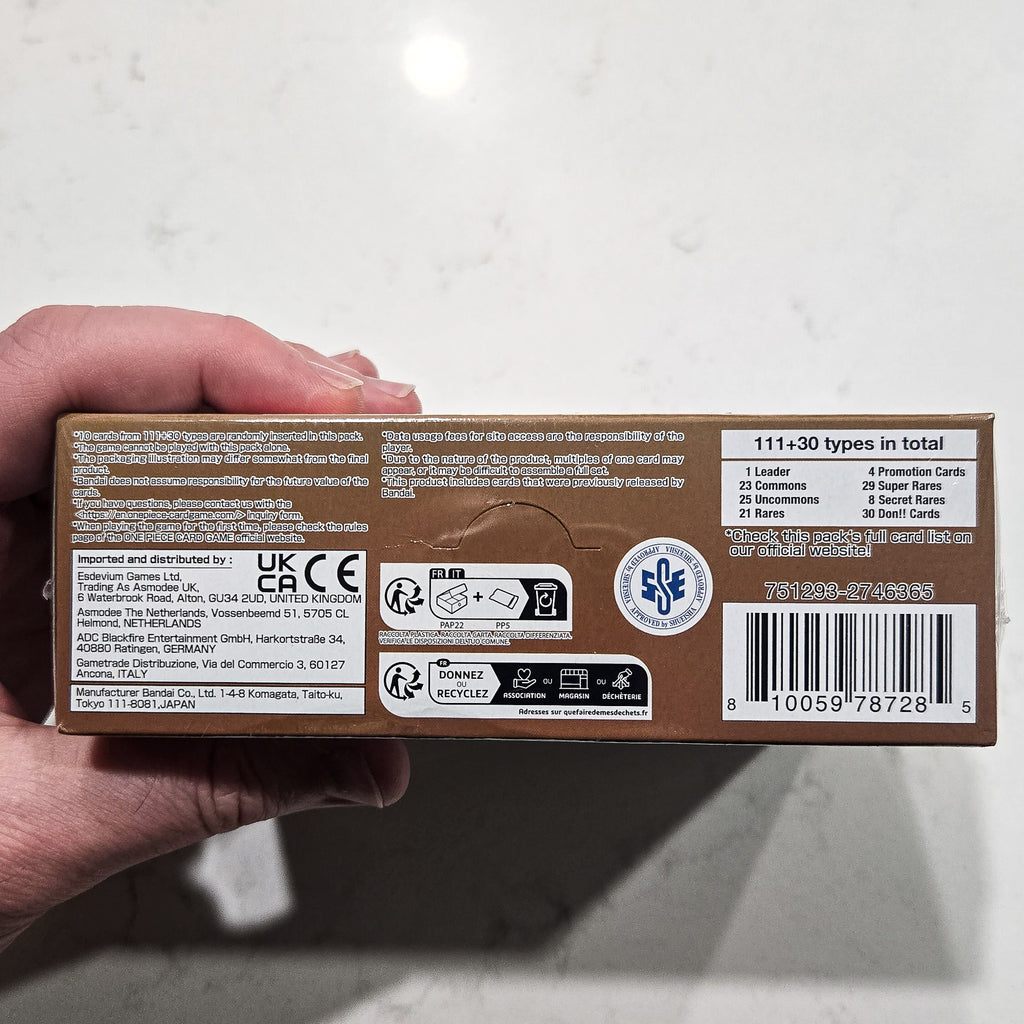 *10 cards from 111+30 types are randomly inserted in this pack.
*The game cannot be played with this pack alone.
*The packaging illustration may differ somewhat from the final
product.
*Bandai does not assume responsibility for the future value of the
cards.
*If you have questions, please contact us with the
<https://en.onepiece-cardgame.com/> Inquiry form.
*When playing the game for the first time, please check the rules
page of the ONE PIECE CARD GAME official website.
Imported and distributed by :
UK
CA
CE
Esdevium Games Ltd,
Trading As Asmodee UK,
6 Waterbrook Road, Alton, GU34 2UD, UNITED KINGDOM
Asmodee The Netherlands, Vossenbeemd 51, 5705 CL
Helmond, NETHERLANDS
ADC Blackfire Entertainment GmbH, Harkortstraße 34,
40880 Ratingen, GERMANY
Gametrade Distribuzione, Via del Commercio 3, 60127
Ancona, ITALY
Manufacturer Bandai Co., Ltd. 1-4-8 Komagata, Taito-ku,
Tokyo 111-8081,JAPAN
*Data usage fees for site access are the responsibility of the
player.
*Due to the nature of the product, multiples of one card may
appear, or it may be difficult to assemble a full set.
*This product includes cards that were previously released by
Bandai.
FR IT
+
PAP22 PP5
RACCOLTA PLASTICA. RACCOLTA CARTA. RACCOLTA DIFFERENZIATA.
VERIFICA LE DISPOSIZIONI DEL TUO COMUNE.
FR
DONNEZ
OU
RECYCLEZ
ASSOCIATION OU MAGASIN OU DÉCHÈTERIE
Adresses sur quefairedemesdechets.fr
APPROVED by SHUEISHA
SSE
111+30 types in total
1 Leader 4 Promotion Cards
23 Commons 29 Super Rares
25 Uncommons 8 Secret Rares
21 Rares 30 Don!! Cards
*Check this pack's full card list on
our official website!
751293-2746365
8 10059 78728 5